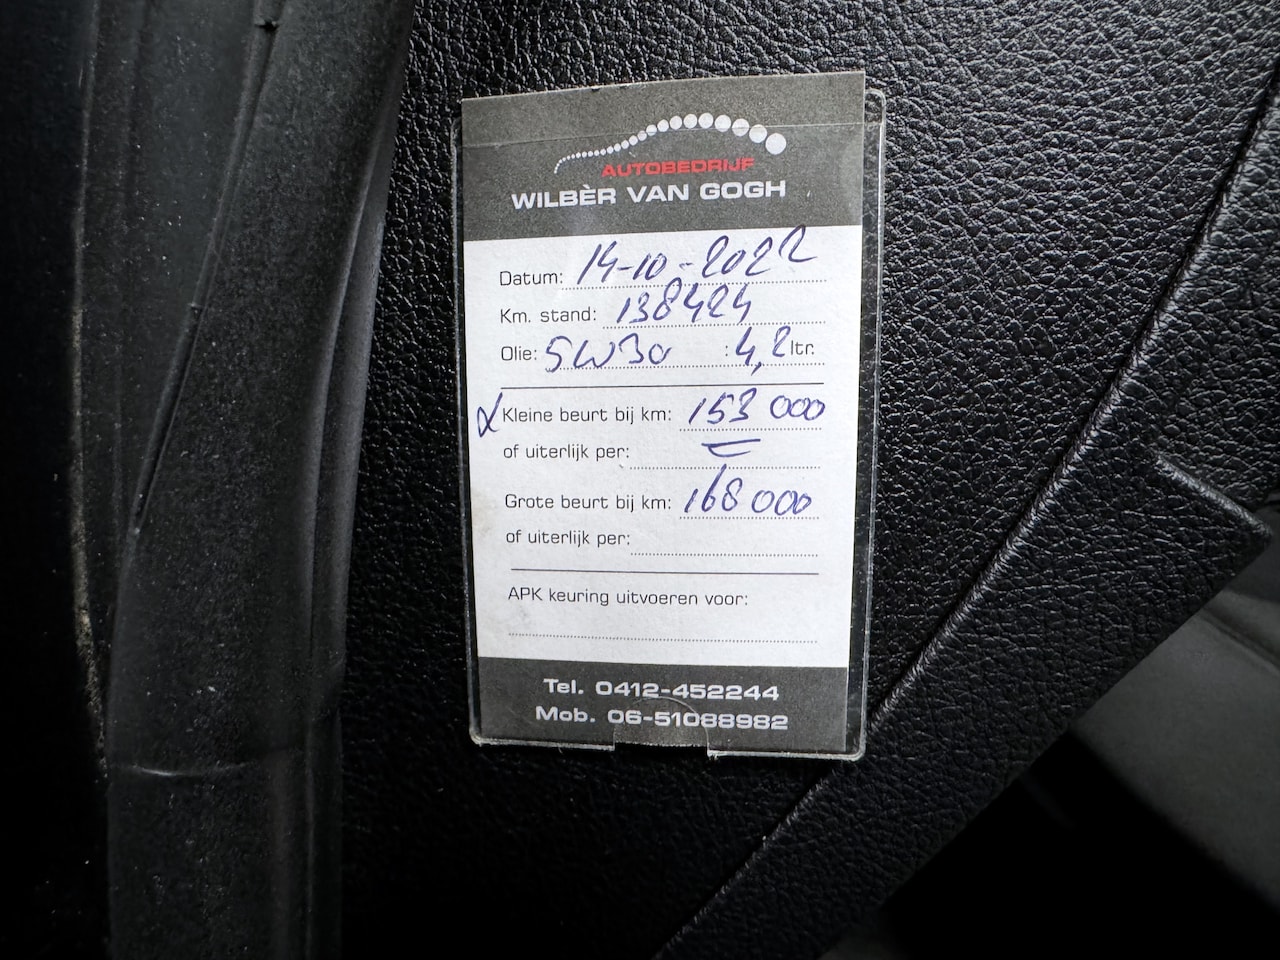 AUTOBEDRIJF
WILBÈR VAN GOGH
Datum: 14-10-2022
Km. stand: 138424
Olie: 5W30 : 4,2 ltr.
Kleine beurt bij km: 153 000
of uiterlijk per:
Grote beurt bij km: 168 000
of uiterlijk per:
APK keuring uitvoeren voor:
Tel. 0412-452244
Mob. 06-51088982